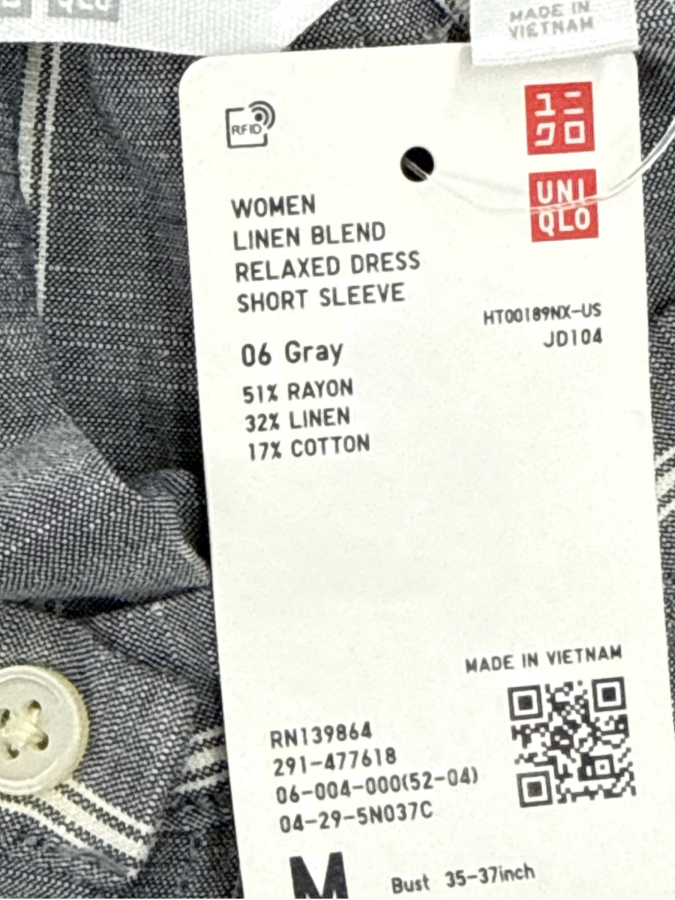 MADE IN
VIETNAM
RFID
ユニ
クロ
UNI
QLO
WOMEN
LINEN BLEND
RELAXED DRESS
SHORT SLEEVE
HT00189NX-US
JD104
06 Gray
51% RAYON
32% LINEN
17% COTTON
MADE IN VIETNAM
RN139864
291-477618
06-004-000(52-04)
04-29-5N037C
M
Bust 35-37inch